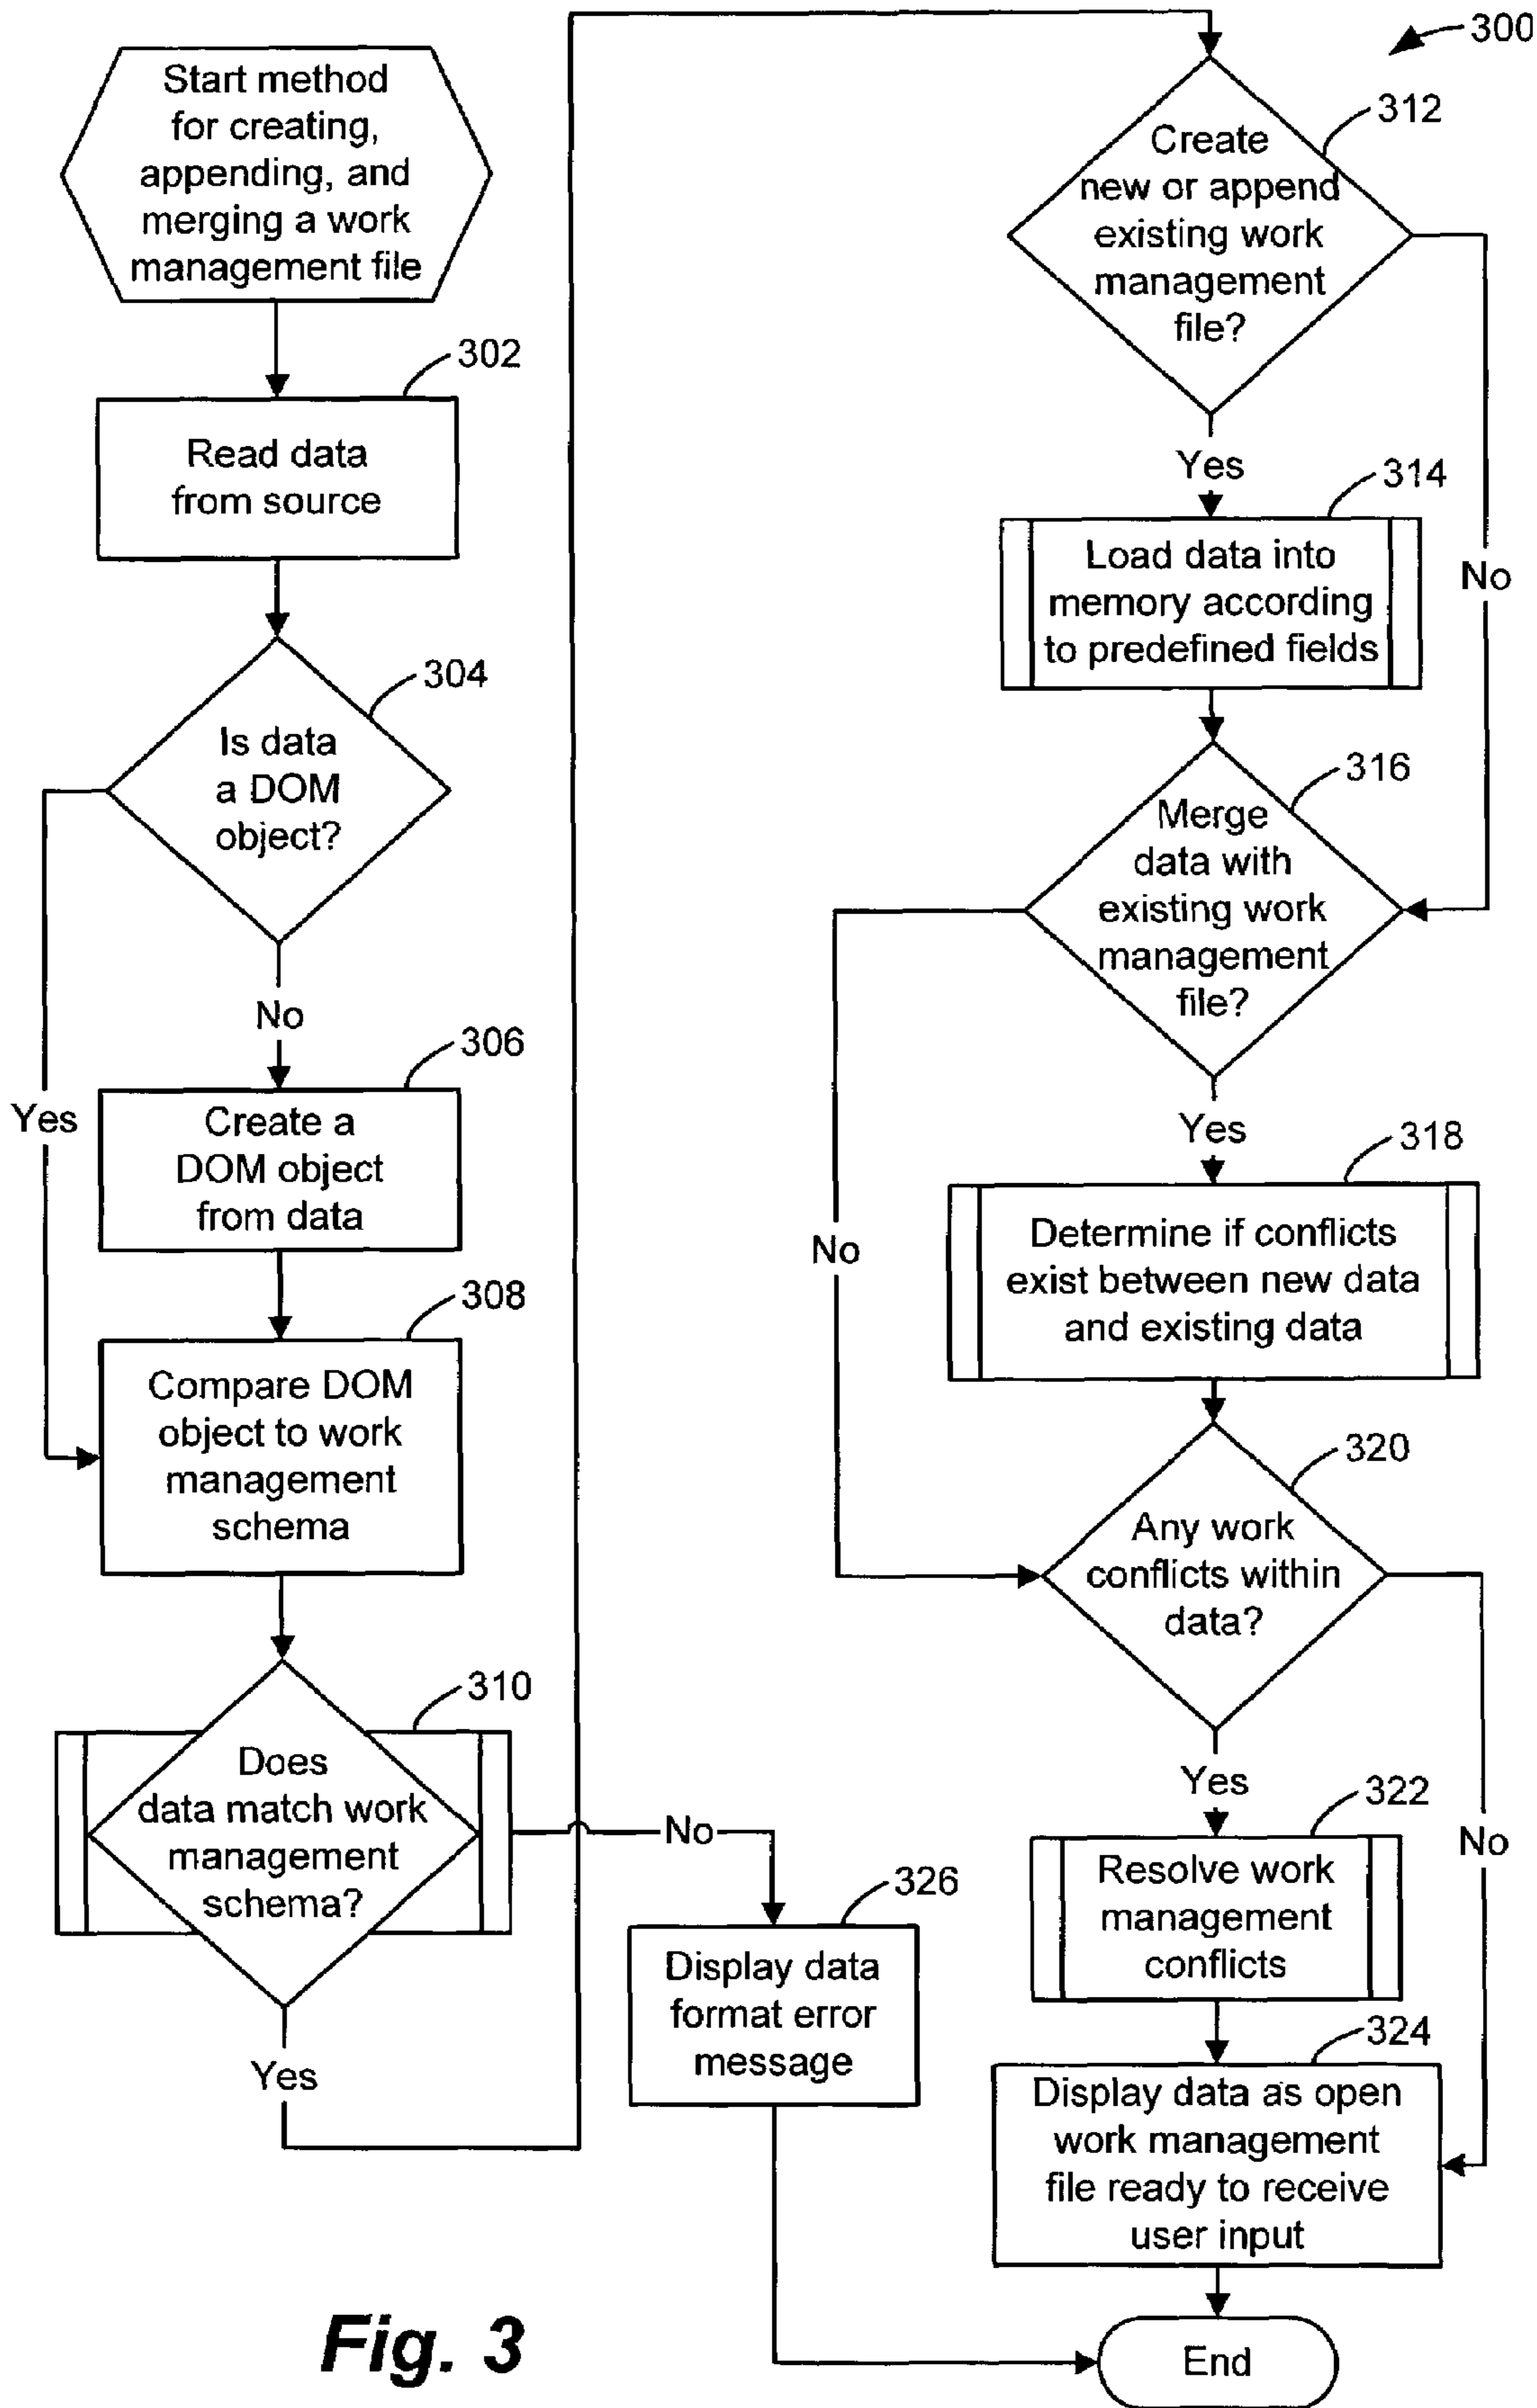 Start method
for creating,
appending, and
merging a work
management file
302
Read data
from source
304
Is data
a DOM
object?
No
Yes
306
Create a
DOM object
from data
308
Compare DOM
object to work
management
schema
310
Does
data match work
management
schema?
No
Yes
326
Display data
format error
message
300
312
Create
new or append
existing work
management
file?
Yes
No
314
Load data into
memory according
to predefined fields
316
Merge
data with
existing work
management
file?
Yes
No
318
Determine if conflicts
exist between new data
and existing data
320
Any work
conflicts within
data?
Yes
No
322
Resolve work
management
conflicts
324
Display data as open
work management
file ready to receive
user input
End
Fig. 3